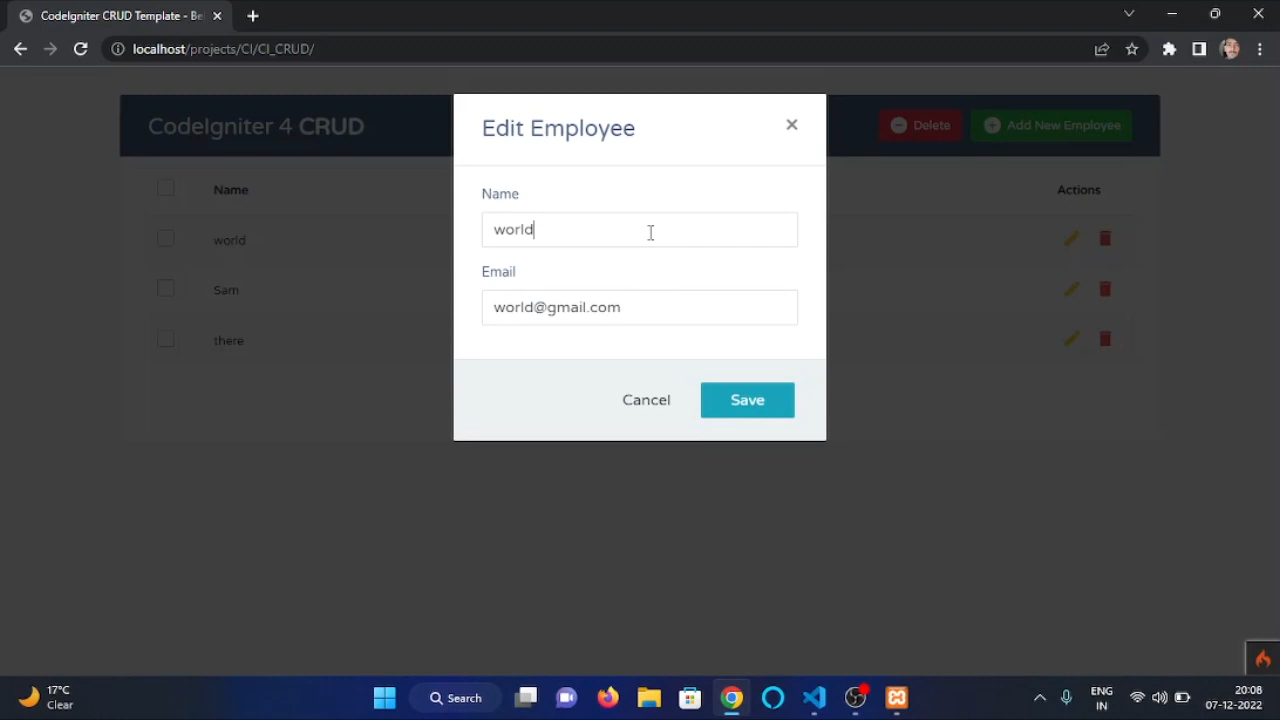 CodeIgniter CRUD Template - Be
localhost/projects/CI/CI_CRUD/
CodeIgniter 4 CRUD
Delete
Add New Employee
Edit Employee
Name
Actions
world
Sam
there
Name
world
Email
world@gmail.com
Cancel
Save
17°C
Clear
Search
ENG
IN
20:08
07-12-2022